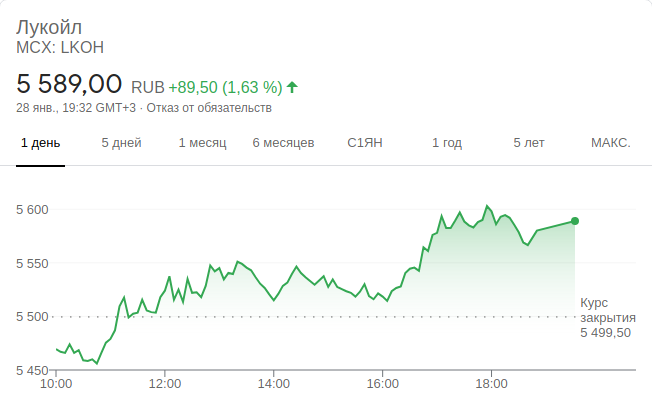 Лукойл
MCX: LKOH
5 589,00 RUB +89,50 (1,63 %)
28 янв., 19:32 GMT+3 · Отказ от обязательств
1 день 5 дней 1 месяц 6 месяцев С1ЯН 1 год 5 лет МАКС.
5 600
5 550
5 500
5 450
Курс
закрытия
5 499,50
10:00 12:00 14:00 16:00 18:00